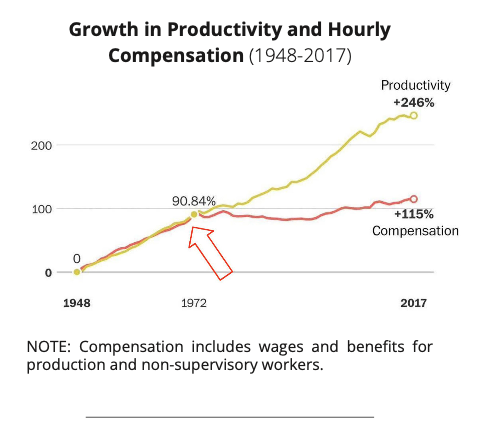 Growth in Productivity and Hourly
Compensation (1948-2017)
Productivity
+246%
200
90.84%
100
+115%
Compensation
0
0
1948
1972
2017
NOTE: Compensation includes wages and benefits for
production and non-supervisory workers.